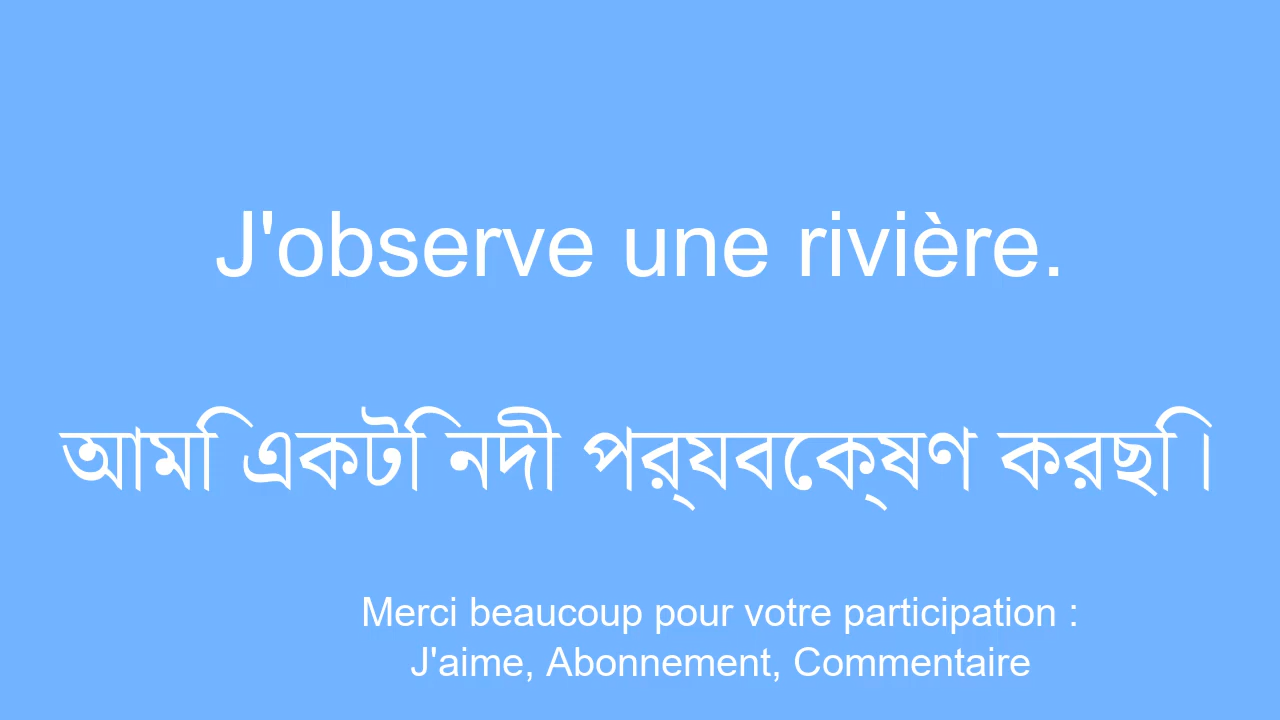 J'observe une rivière.
আমি একটি নদী পর্যবেক্ষণ করছি।
Merci beaucoup pour votre participation :
J'aime, Abonnement, Commentaire